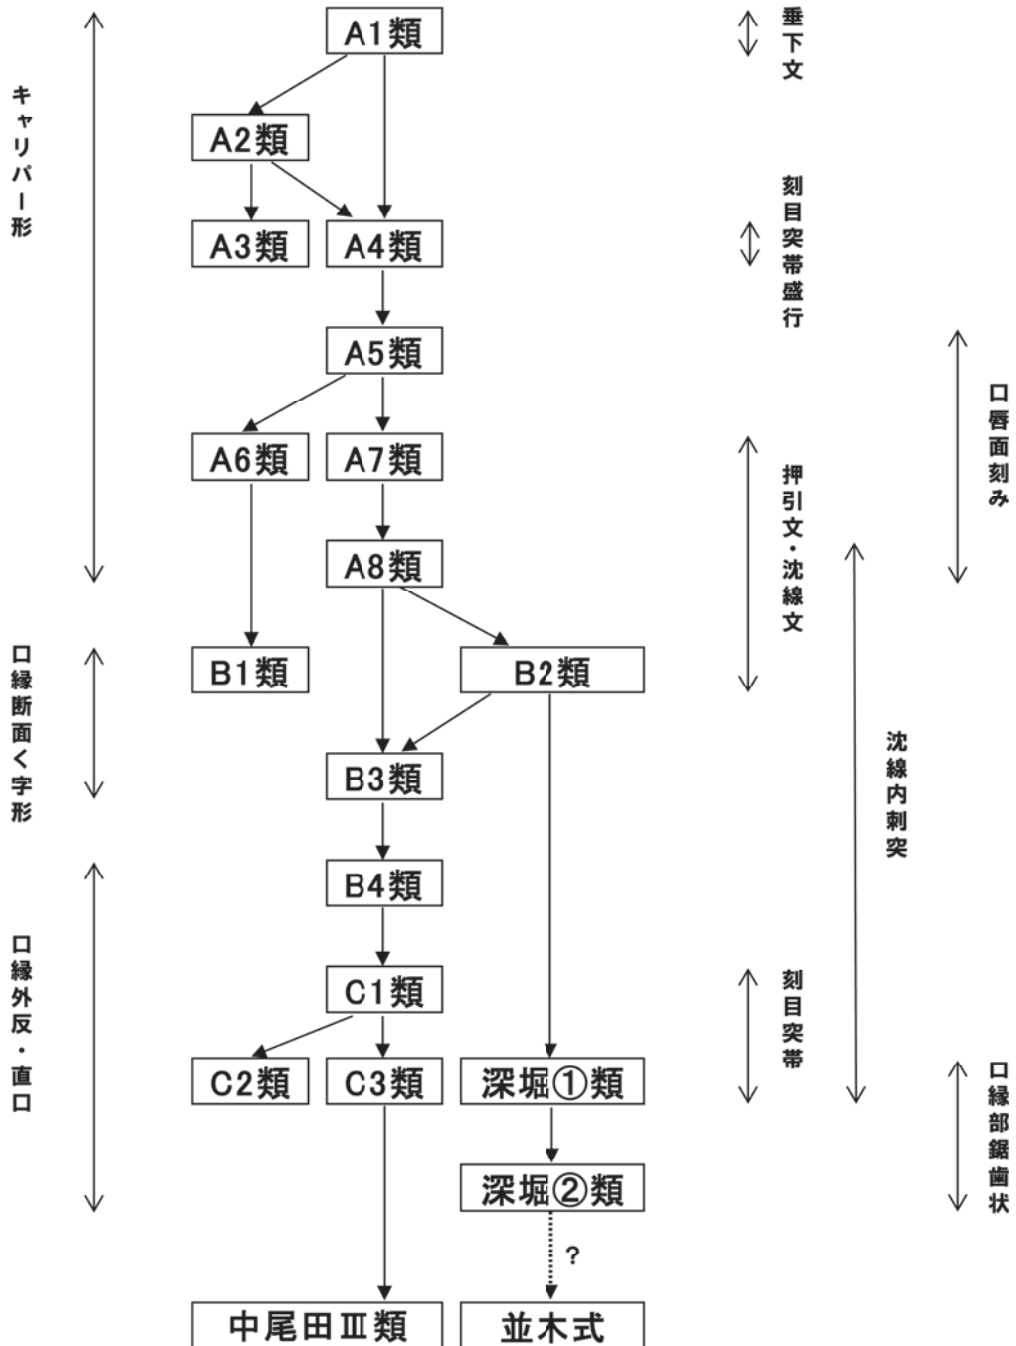 A1類
垂下文
キャリパー形
A2類
刻目突帯盛行
A3類
A4類
A5類
口唇面刻み
A6類
A7類
押引文・沈線文
A8類
口縁断面く字形
B1類
B2類
沈線内刺突
B3類
B4類
口縁外反・直口
C1類
刻目突帯
C2類
C3類
深堀①類
口縁部鋸歯状
深堀②類
?
中尾田Ⅲ類
並木式